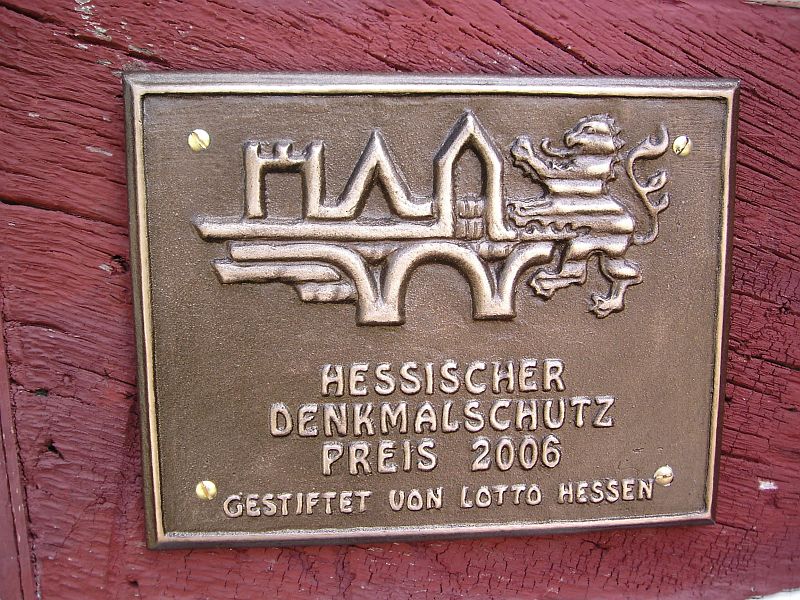 HESSISCHER
DENKMALSCHUTZ
PREIS 2006
GESTIFTET VON LOTTO HESSEN